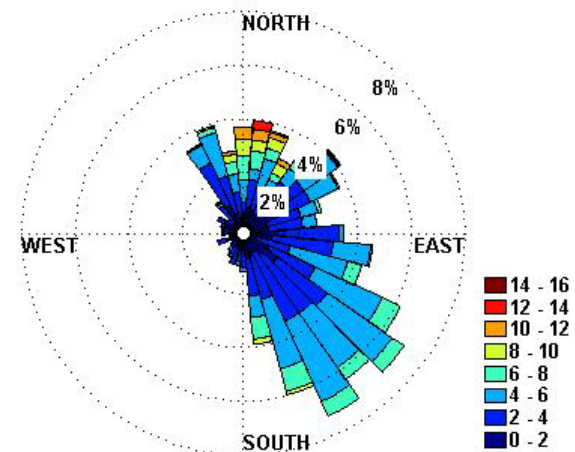 NORTH
8%
6%
4%
2%
WEST
EAST
SOUTH
14 - 16
12 - 14
10 - 12
8 - 10
6 - 8
4 - 6
2 - 4
0 - 2